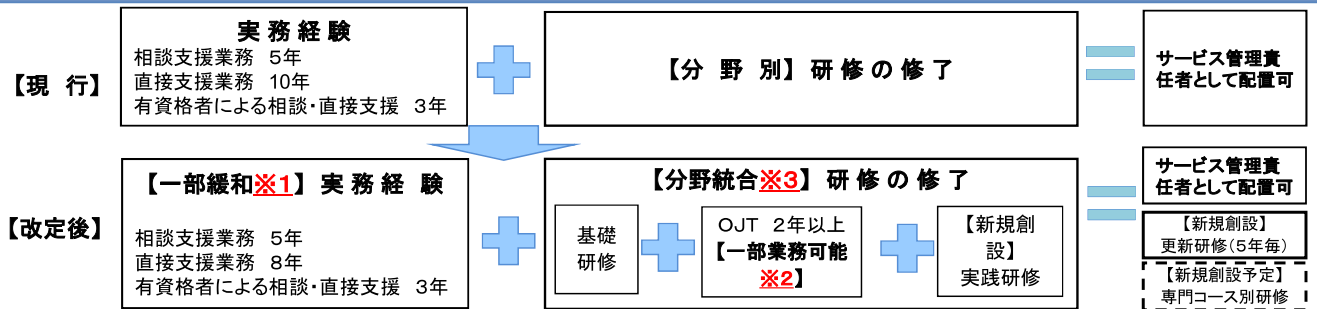 【現 行】
実 務 経 験
相談支援業務 5年
直接支援業務 10年
有資格者による相談・直接支援 3年
【分 野 別】 研 修 の 修 了
サービス管理責
任者として配置可
【改定後】
【一部緩和※1】 実 務 経 験
相談支援業務 5年
直接支援業務 8年
有資格者による相談・直接支援 3年
【分野統合※3】 研 修 の 修 了
基礎
研修
OJT 2年以上
【一部業務可能
※2】
【新規創
設】
実践研修
サービス管理責
任者として配置可
【新規創設】
更新研修(5年毎)
【新規創設予定】
専門コース別研修